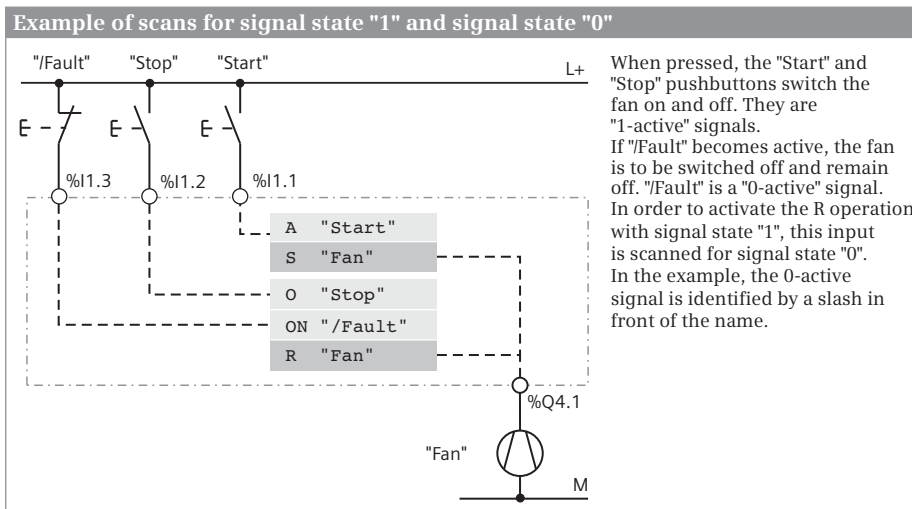 Example of scans for signal state "1" and signal state "0"
"/Fault" "Stop" "Start"
L+
%I1.3 %I1.2 %I1.1
A "Start"
S "Fan"
O "Stop"
ON "/Fault"
R "Fan"
%Q4.1
"Fan"
M
When pressed, the "Start" and
"Stop" pushbuttons switch the
fan on and off. They are
"1-active" signals.
If "/Fault" becomes active, the fan
is to be switched off and remain
off. "/Fault" is a "0-active" signal.
In order to activate the R operation
with signal state "1", this input
is scanned for signal state "0".
In the example, the 0-active
signal is identified by a slash in
front of the name.